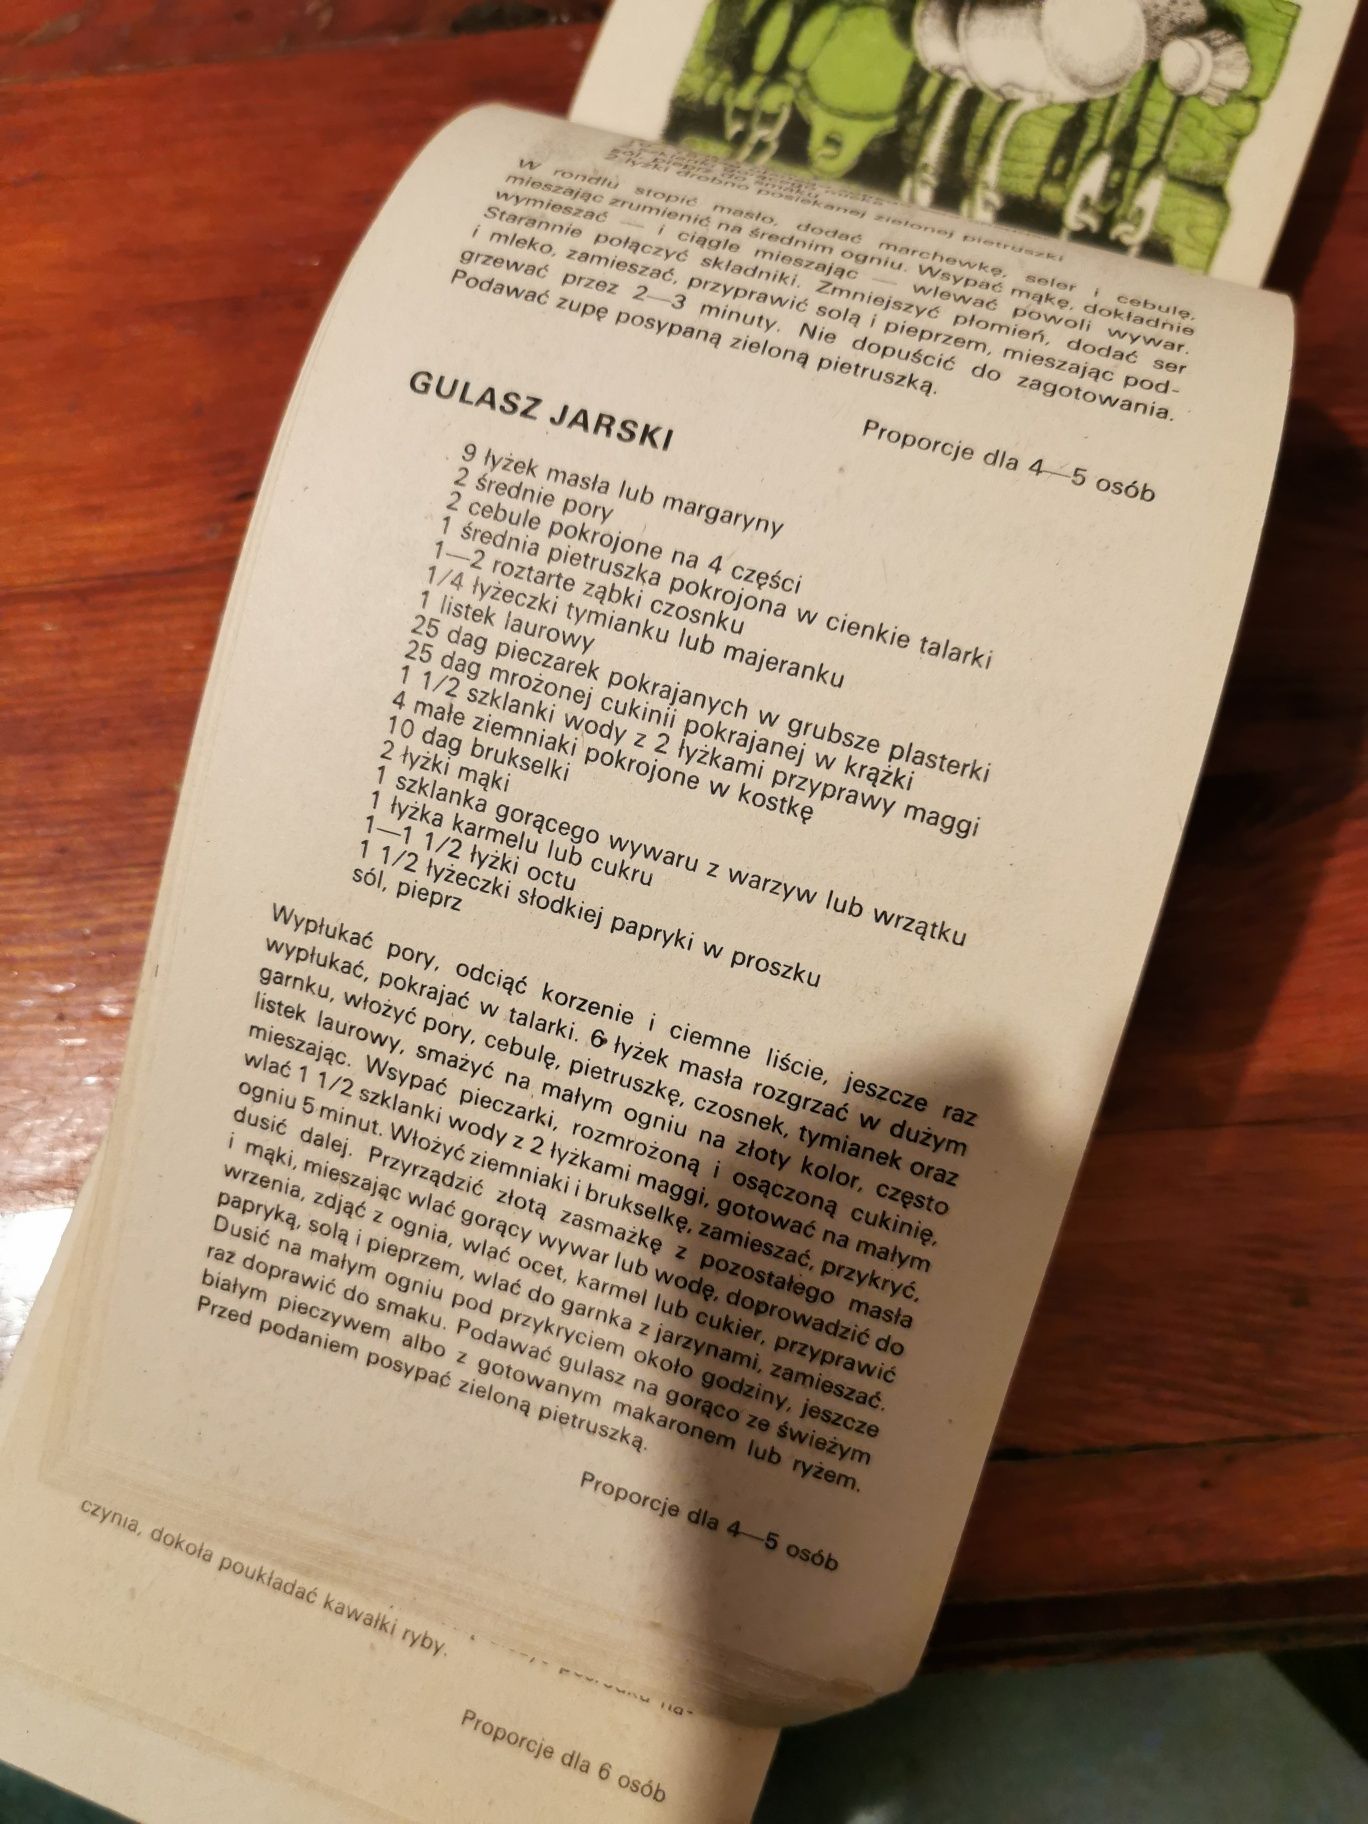 2 łyżki drobno posiekanej zielonej pietruszki
W rondlu stopić masło, dodać marchewkę, seler i cebulę,
mieszając zrumienić na średnim ogniu. Wsypać mąkę, dokładnie
wymieszać — i ciągle mieszając — wlewać powoli wywar.
Starannie połączyć składniki. Zmniejszyć płomień, dodać ser
i mleko, zamieszać, przyprawić solą i pieprzem, mieszając pod-
grzewać przez 2—3 minuty. Nie dopuścić do zagotowania.
Podawać zupę posypaną zieloną pietruszką.
Proporcje dla 4—5 osób
GULASZ JARSKI
9 łyżek masła lub margaryny
2 średnie pory
2 cebule pokrojone na 4 części
1 średnia pietruszka pokrojona w cienkie talarki
1—2 roztarte ząbki czosnku
1/4 łyżeczki tymianku lub majeranku
1 listek laurowy
25 dag pieczarek pokrajanych w grubsze plasterki
25 dag mrożonej cukinii pokrajanej w krążki
1 1/2 szklanki wody z 2 łyżkami przyprawy maggi
4 małe ziemniaki pokrojone w kostkę
10 dag brukselki
2 łyżki mąki
1 szklanka gorącego wywaru z warzyw lub wrzątku
1 łyżka karmelu lub cukru
1—1 1/2 łyżki octu
1 1/2 łyżeczki słodkiej papryki w proszku
sól, pieprz
Wypłukać pory, odciąć korzenie i ciemne liście, jeszcze raz
wypłukać, pokrajać w talarki. 6 łyżek masła rozgrzać w dużym
garnku, włożyć pory, cebulę, pietruszkę, czosnek, tymianek oraz
listek laurowy, smażyć na małym ogniu na złoty kolor, często
mieszając. Wsypać pieczarki, rozmrożoną i osączoną cukinię,
wlać 1 1/2 szklanki wody z 2 łyżkami maggi, gotować na małym
ogniu 5 minut. Włożyć ziemniaki i brukselkę, zamieszać, przykryć,
dusić dalej. Przyrządzić złotą zasmażkę z pozostałego masła
i mąki, mieszając wlać gorący wywar lub wodę, doprowadzić do
wrzenia, zdjąć z ognia, wlać ocet, karmel lub cukier, przyprawić
papryką, solą i pieprzem, wlać do garnka z jarzynami, zamieszać.
Dusić na małym ogniu pod przykryciem około godziny, jeszcze
raz doprawić do smaku. Podawać gulasz na gorąco ze świeżym
białym pieczywem albo z gotowanym makaronem lub ryżem.
Przed podaniem posypać zieloną pietruszką.
Proporcje dla 4—5 osób
czynia, dokoła poukładać kawałki ryby.
Proporcje dla 6 osób